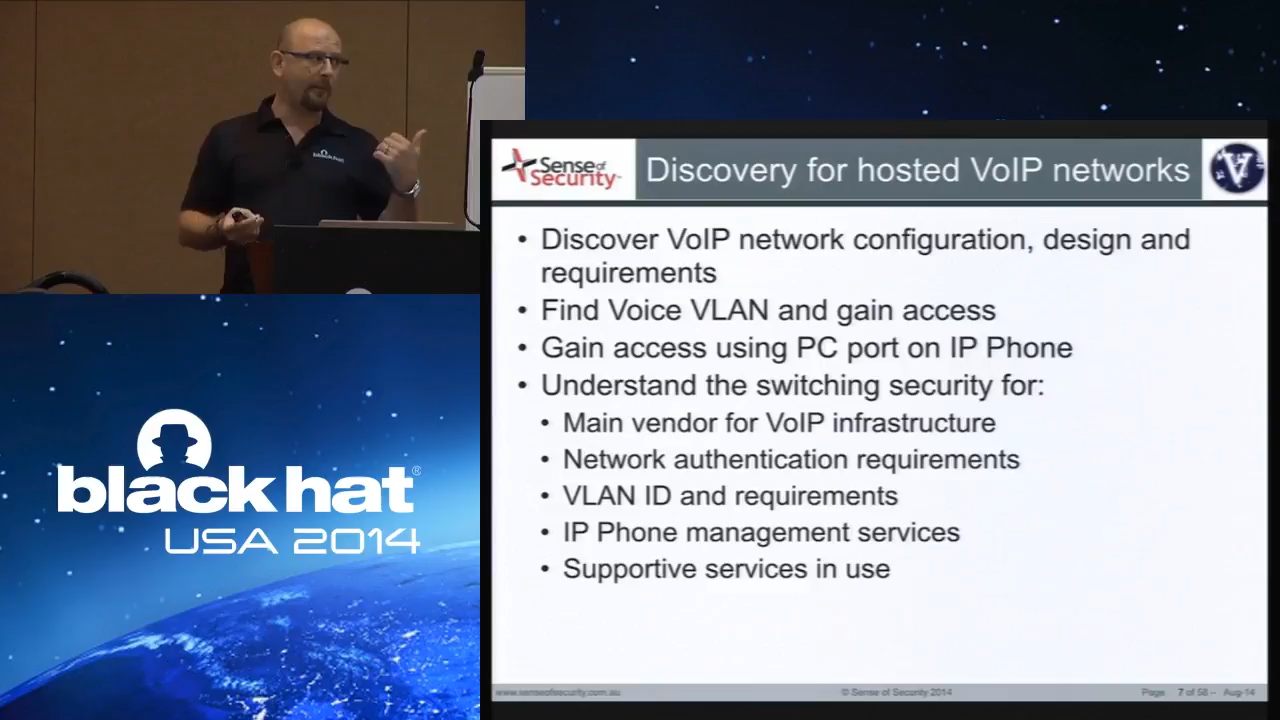 black hat
Sense of
Security™
Discovery for hosted VoIP networks
V
• Discover VoIP network configuration, design and
requirements
• Find Voice VLAN and gain access
• Gain access using PC port on IP Phone
• Understand the switching security for:
• Main vendor for VoIP infrastructure
• Network authentication requirements
• VLAN ID and requirements
• IP Phone management services
• Supportive services in use
black hat®
USA 2014
www.senseofsecurity.com.au
© Sense of Security 2014
Page 7 of 58 – Aug-14